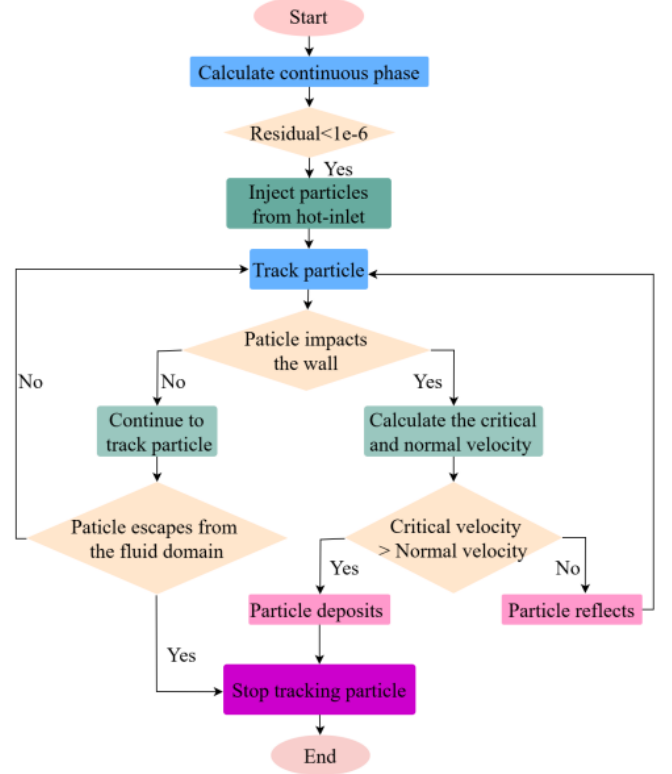 Start
Calculate continuous phase
Residual<1e-6
Yes
Inject particles
from hot-inlet
Track particle
Paticle impacts
the wall
No
No
Yes
Continue to
track particle
Calculate the critical
and normal velocity
Paticle escapes from
the fluid domain
Critical velocity
> Normal velocity
Yes
No
Particle deposits
Particle reflects
Yes
Stop tracking particle
End